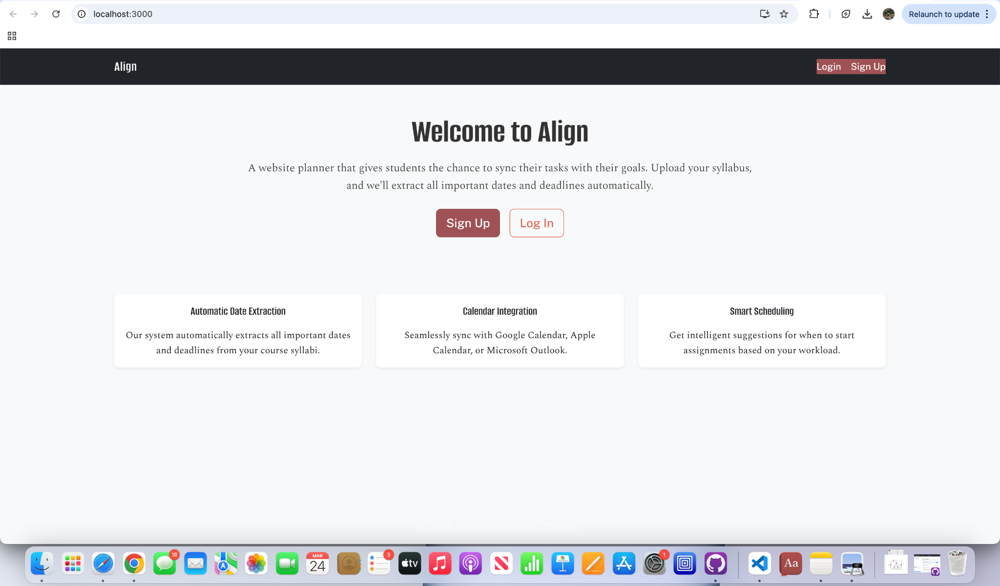 localhost:3000
Relaunch to update
Align
Login Sign Up
Welcome to Align
A website planner that gives students the chance to sync their tasks with their goals. Upload your syllabus,
and we'll extract all important dates and deadlines automatically.
Sign Up
Log In
Automatic Date Extraction
Our system automatically extracts all important dates
and deadlines from your course syllabi.
Calendar Integration
Seamlessly sync with Google Calendar, Apple
Calendar, or Microsoft Outlook.
Smart Scheduling
Get intelligent suggestions for when to start
assignments based on your workload.
© 2025 Align -Team Atomic Thunder
18
MAR
24
3
tv
1
Aa